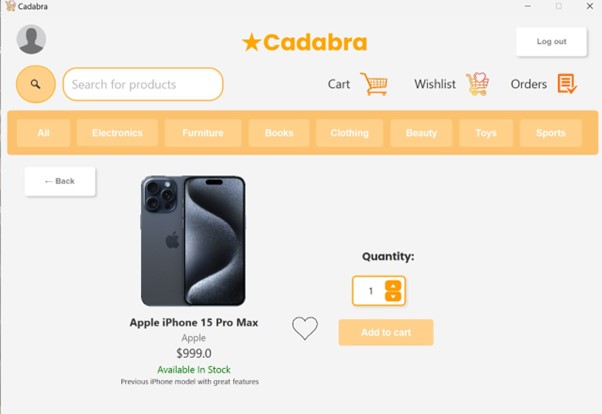 Cadabra
★Cadabra
Log out
Search for products
Cart
Wishlist
Orders
All
Electronics
Furniture
Books
Clothing
Beauty
Toys
Sports
← Back
Quantity:
1
Add to cart
Apple iPhone 15 Pro Max
Apple
$999.0
Available In Stock
Previous iPhone model with great features